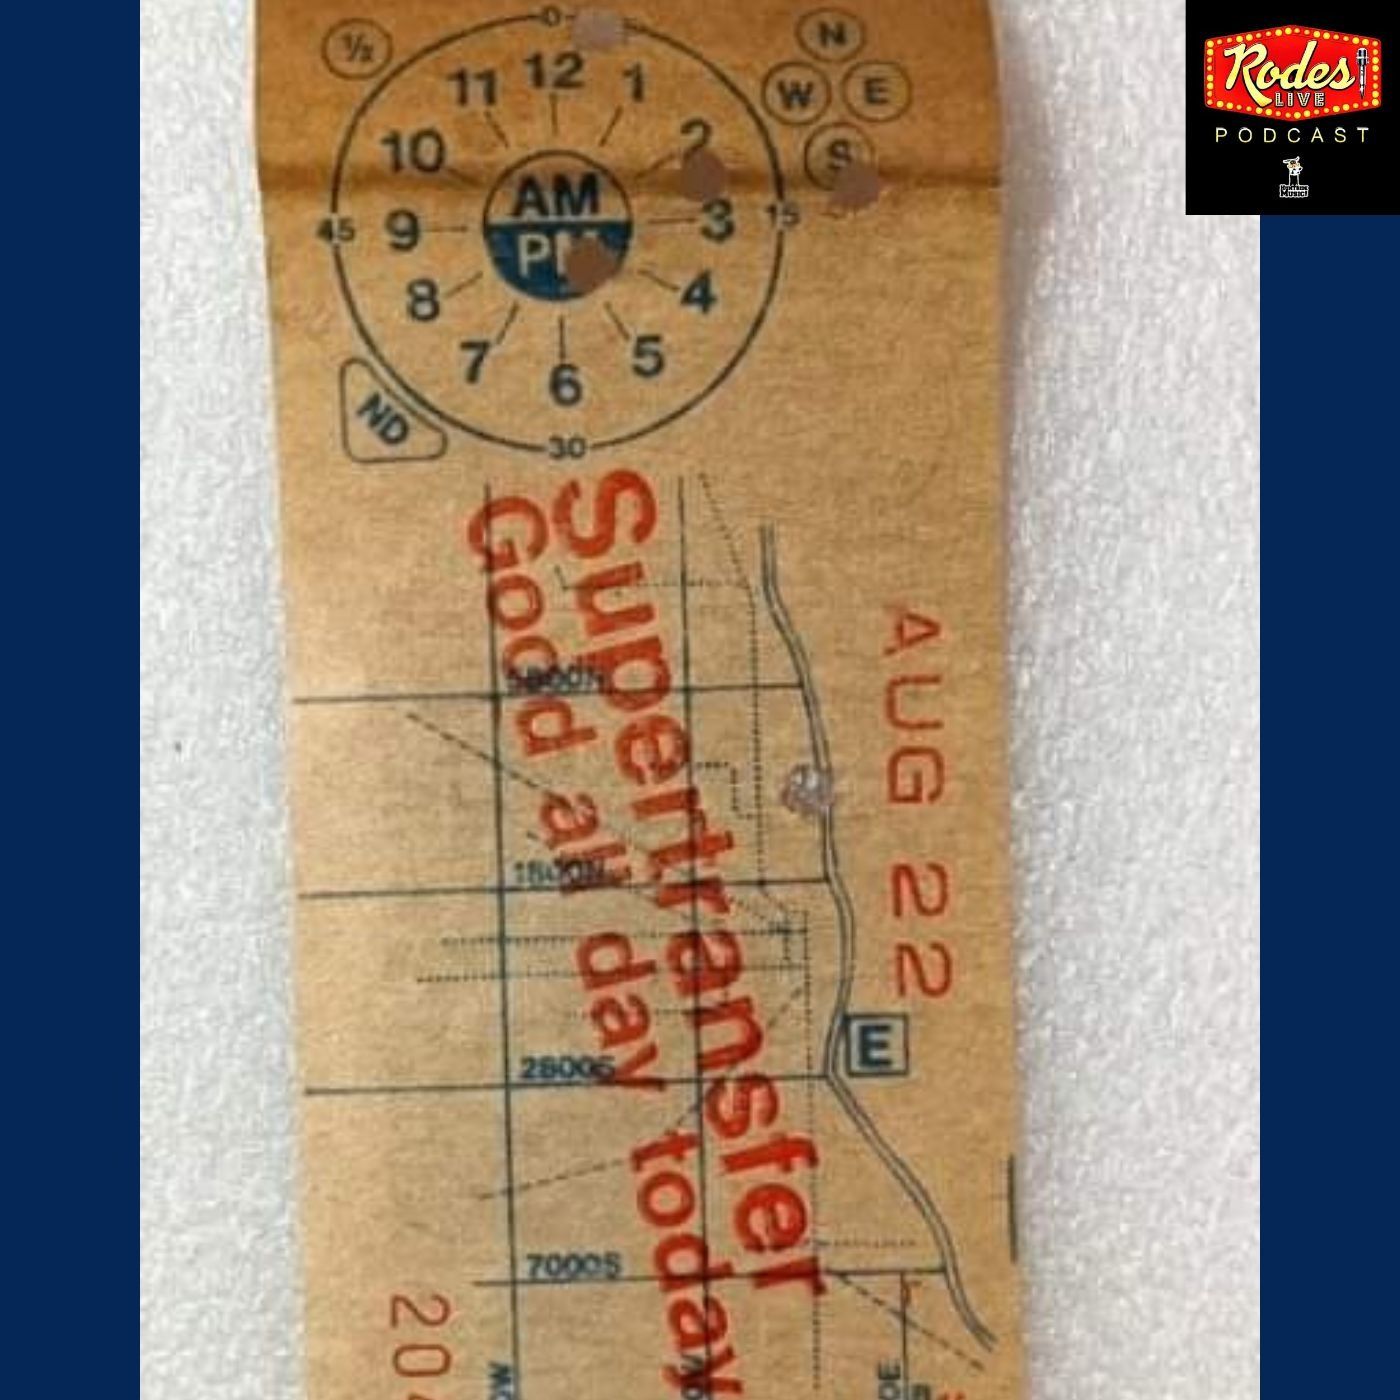 Rodes
LIVE
PODCAST
0
½
N
W
E
S
12
1
2
3
4
5
6
7
8
9
10
11
AM
PM
15
30
45
ND
Supertransfer
Good all day today
AUG 22
1800N
2800S
E
7000S